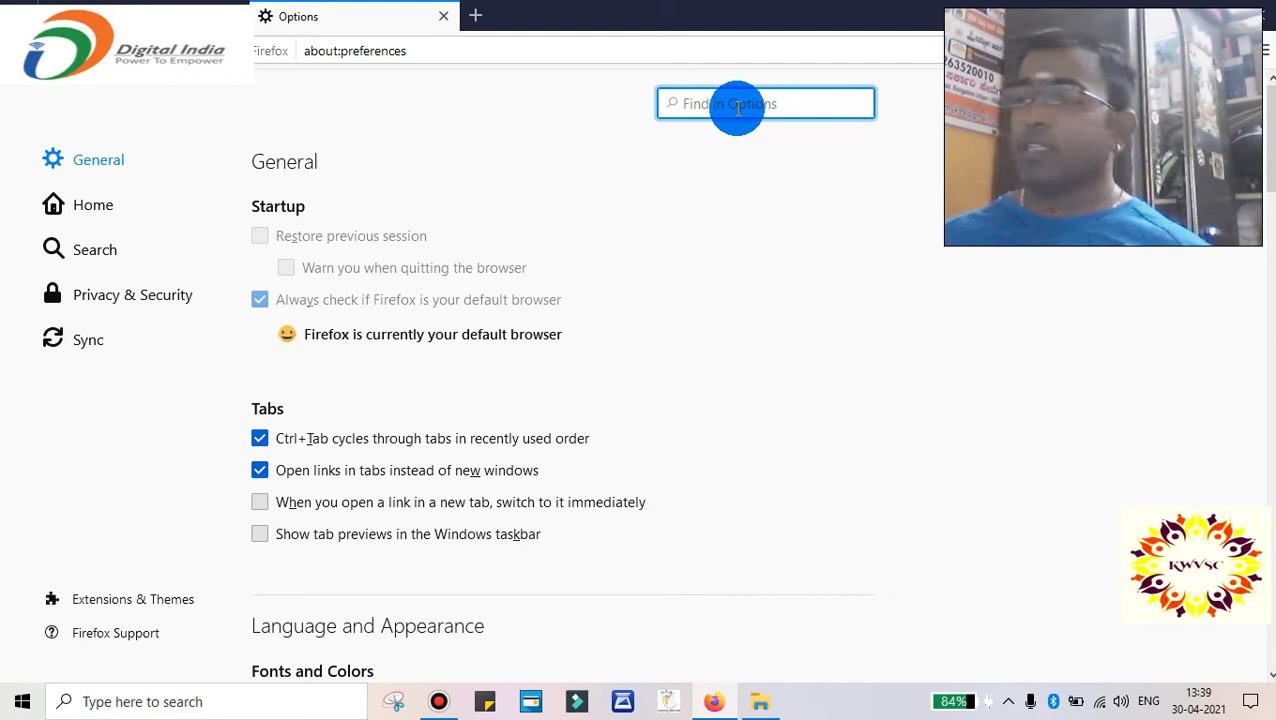 Options
Digital India
Power To Empower
Firefox
about:preferences
Find in Options
263520010
General
Home
Search
Privacy & Security
Sync
General
Startup
Restore previous session
Warn you when quitting the browser
Always check if Firefox is your default browser
Firefox is currently your default browser
Tabs
Ctrl+Tab cycles through tabs in recently used order
Open links in tabs instead of new windows
When you open a link in a new tab, switch to it immediately
Show tab previews in the Windows taskbar
KWVSC
Extensions & Themes
Firefox Support
Language and Appearance
Fonts and Colors
Type here to search
84%
ENG
13:39
30-04-2021